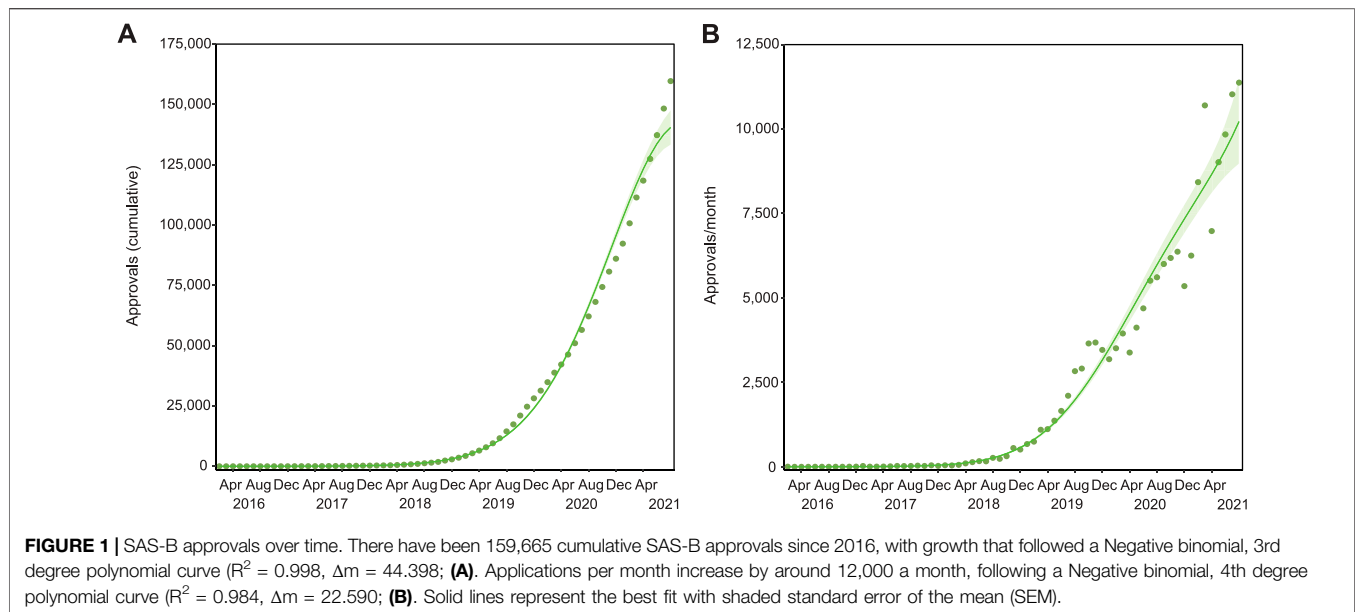 A
175,000
150,000
125,000
100,000
75,000
50,000
25,000
0
Approvals (cumulative)
Apr Aug Dec Apr Aug Dec Apr Aug Dec Apr Aug Dec Apr Aug Dec Apr
2016 2017 2018 2019 2020 2021
B
12,500
10,000
7,500
5,000
2,500
0
Approvals/month
Apr Aug Dec Apr Aug Dec Apr Aug Dec Apr Aug Dec Apr Aug Dec Apr
2016 2017 2018 2019 2020 2021
FIGURE 1 | SAS-B approvals over time. There have been 159,665 cumulative SAS-B approvals since 2016, with growth that followed a Negative binomial, 3rd
degree polynomial curve (R² = 0.998, Δm = 44.398; (A). Applications per month increase by around 12,000 a month, following a Negative binomial, 4th degree
polynomial curve (R² = 0.984, Δm = 22.590; (B). Solid lines represent the best fit with shaded standard error of the mean (SEM).